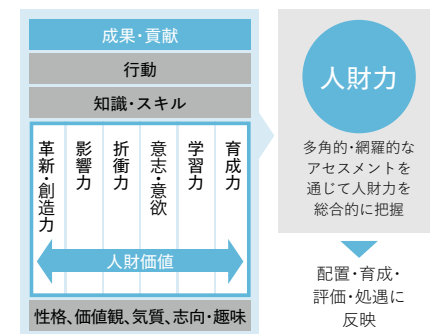 成果・貢献
行動
知識・スキル
革新・創造力
影響力
折衝力
意志・意欲
学習力
育成力
人財価値
性格、価値観、気質、志向・趣味
人財力
多角的・網羅的な
アセスメントを
通じて人財力を
総合的に把握
配置・育成・
評価・処遇に
反映